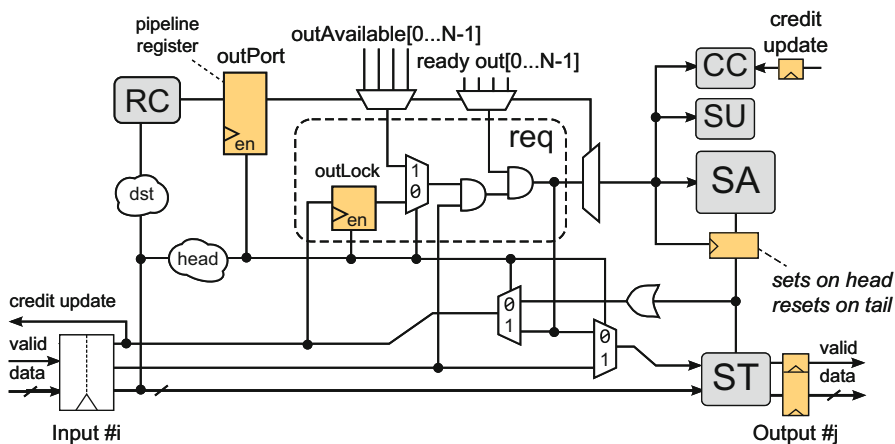 pipeline
register
outPort
outAvailable[0...N-1]
ready out[0...N-1]
credit
update
RC
CC
SU
req
en
outLock
1
0
SA
dst
en
head
sets on head
resets on tail
credit update
0
1
valid
data
0
1
ST
valid
data
Input #i
Output #j